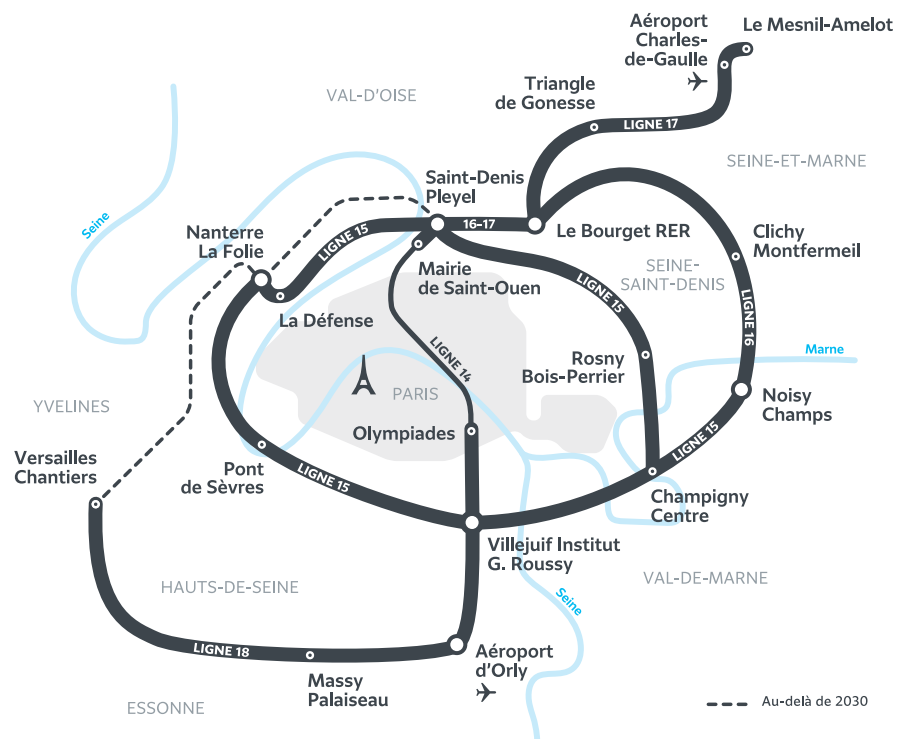 Aéroport
Charles-
de-Gaulle
Le Mesnil-Amelot
Triangle
de Gonesse
VAL-D'OISE
LIGNE 17
SEINE-ET-MARNE
Saint-Denis
Pleyel
Seine
Nanterre
La Folie
LIGNE 15
16-17
Le Bourget RER
Clichy
Montfermeil
Mairie
de Saint-Ouen
SEINE-
SAINT-DENIS
LIGNE 15
La Défense
LIGNE 16
LIGNE 14
Rosny
Bois-Perrier
Marne
PARIS
YVELINES
Noisy
Champs
Olympiades
LIGNE 15
Versailles
Chantiers
Pont
de Sèvres
LIGNE 15
Champigny
Centre
Villejuif Institut
G. Roussy
HAUTS-DE-SEINE
VAL-DE-MARNE
Seine
LIGNE 18
Aéroport
d'Orly
Massy
Palaiseau
ESSONNE
Au-delà de 2030